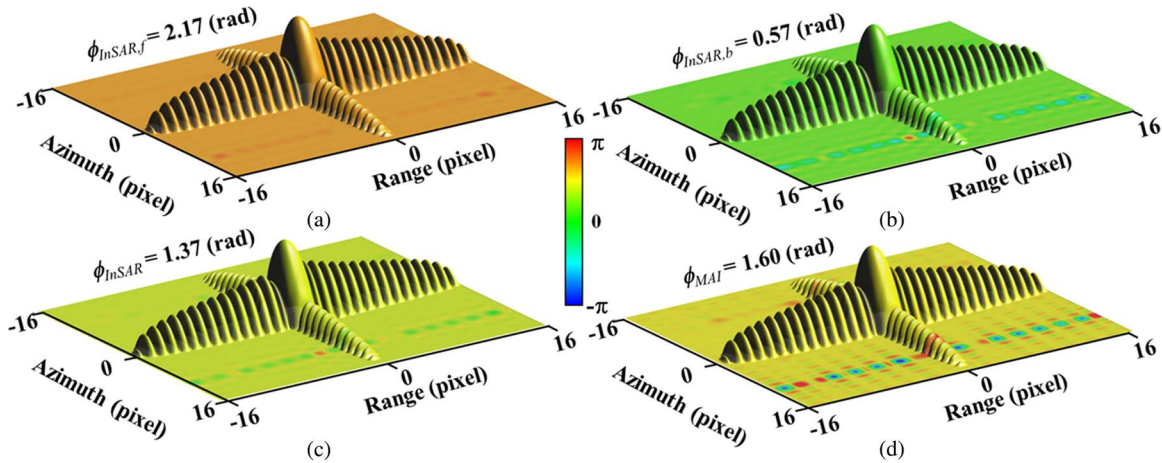 ϕInSAR,f = 2.17 (rad)
-16
0
16
Azimuth (pixel)
-16
0
16
Range (pixel)
(a)
ϕInSAR,b = 0.57 (rad)
-16
0
16
Azimuth (pixel)
-16
0
16
Range (pixel)
(b)
π
0
-π
ϕInSAR = 1.37 (rad)
-16
0
16
Azimuth (pixel)
-16
0
16
Range (pixel)
(c)
ϕMAI = 1.60 (rad)
-16
0
16
Azimuth (pixel)
-16
0
16
Range (pixel)
(d)